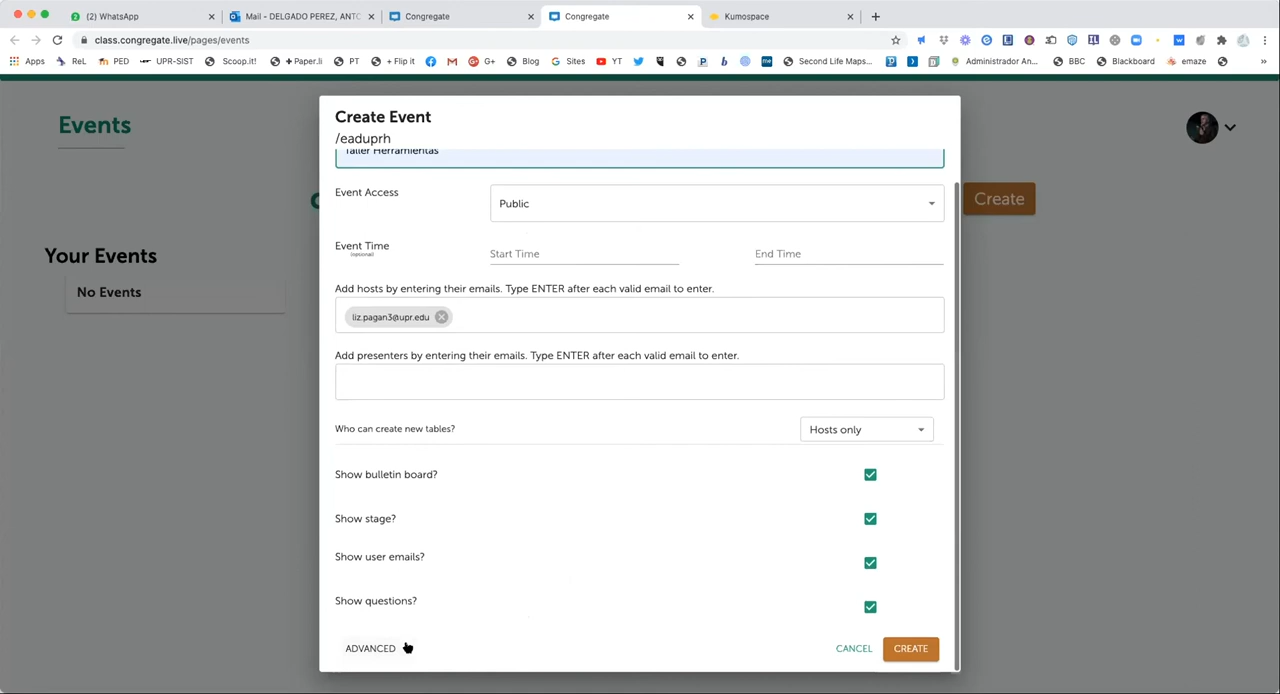 (2) WhatsApp
Mail - DELGADO PEREZ, ANTO
Congregate
Congregate
Kumospace
class.congregate.live/pages/events
Apps
ReL
PED
UPR-SIST
Scoop.it!
+ Paper.li
PT
+ Flip it
G+
Blog
Sites
YT
Second Life Maps...
Administrador An...
BBC
Blackboard
emaze
Events
Create Event
/eaduprh
Taller Herramientas
Event Access
Public
Create
Event Time
(optional)
Start Time
End Time
Your Events
No Events
Add hosts by entering their emails. Type ENTER after each valid email to enter.
liz.pagan3@upr.edu
Add presenters by entering their emails. Type ENTER after each valid email to enter.
Who can create new tables?
Hosts only
Show bulletin board?
Show stage?
Show user emails?
Show questions?
ADVANCED
CANCEL
CREATE